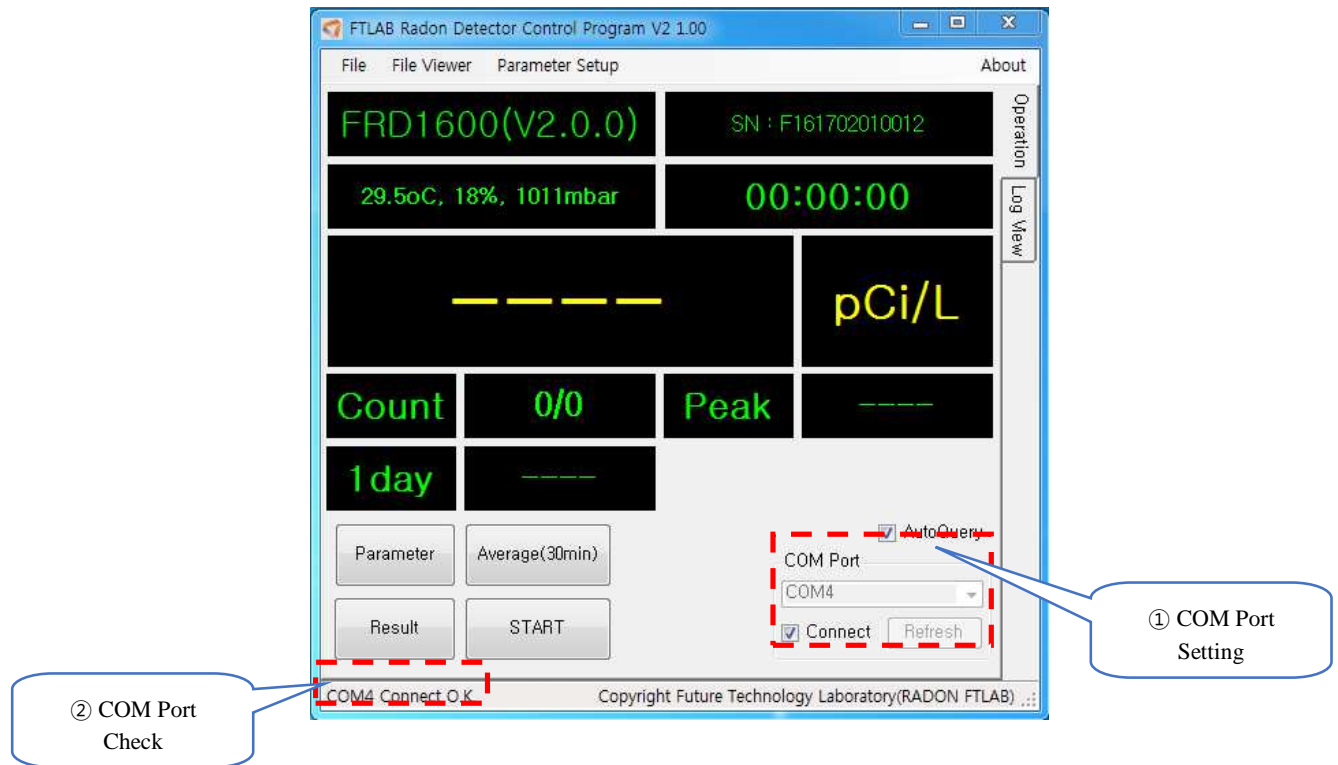 FTLAB Radon Detector Control Program V2 1.00
File File Viewer Parameter Setup About
FRD1600(V2.0.0) SN : F161702010012
Operation
29.5oC, 18%, 1011mbar 00:00:00
Log View
---- pCi/L
Count 0/0 Peak ----
1day ----
AutoQuery
Parameter Average(30min) COM Port
COM4
Result START Connect Refresh
① COM Port
Setting
COM4 Connect O.K Copyright Future Technology Laboratory(RADON FTLAB)
② COM Port
Check